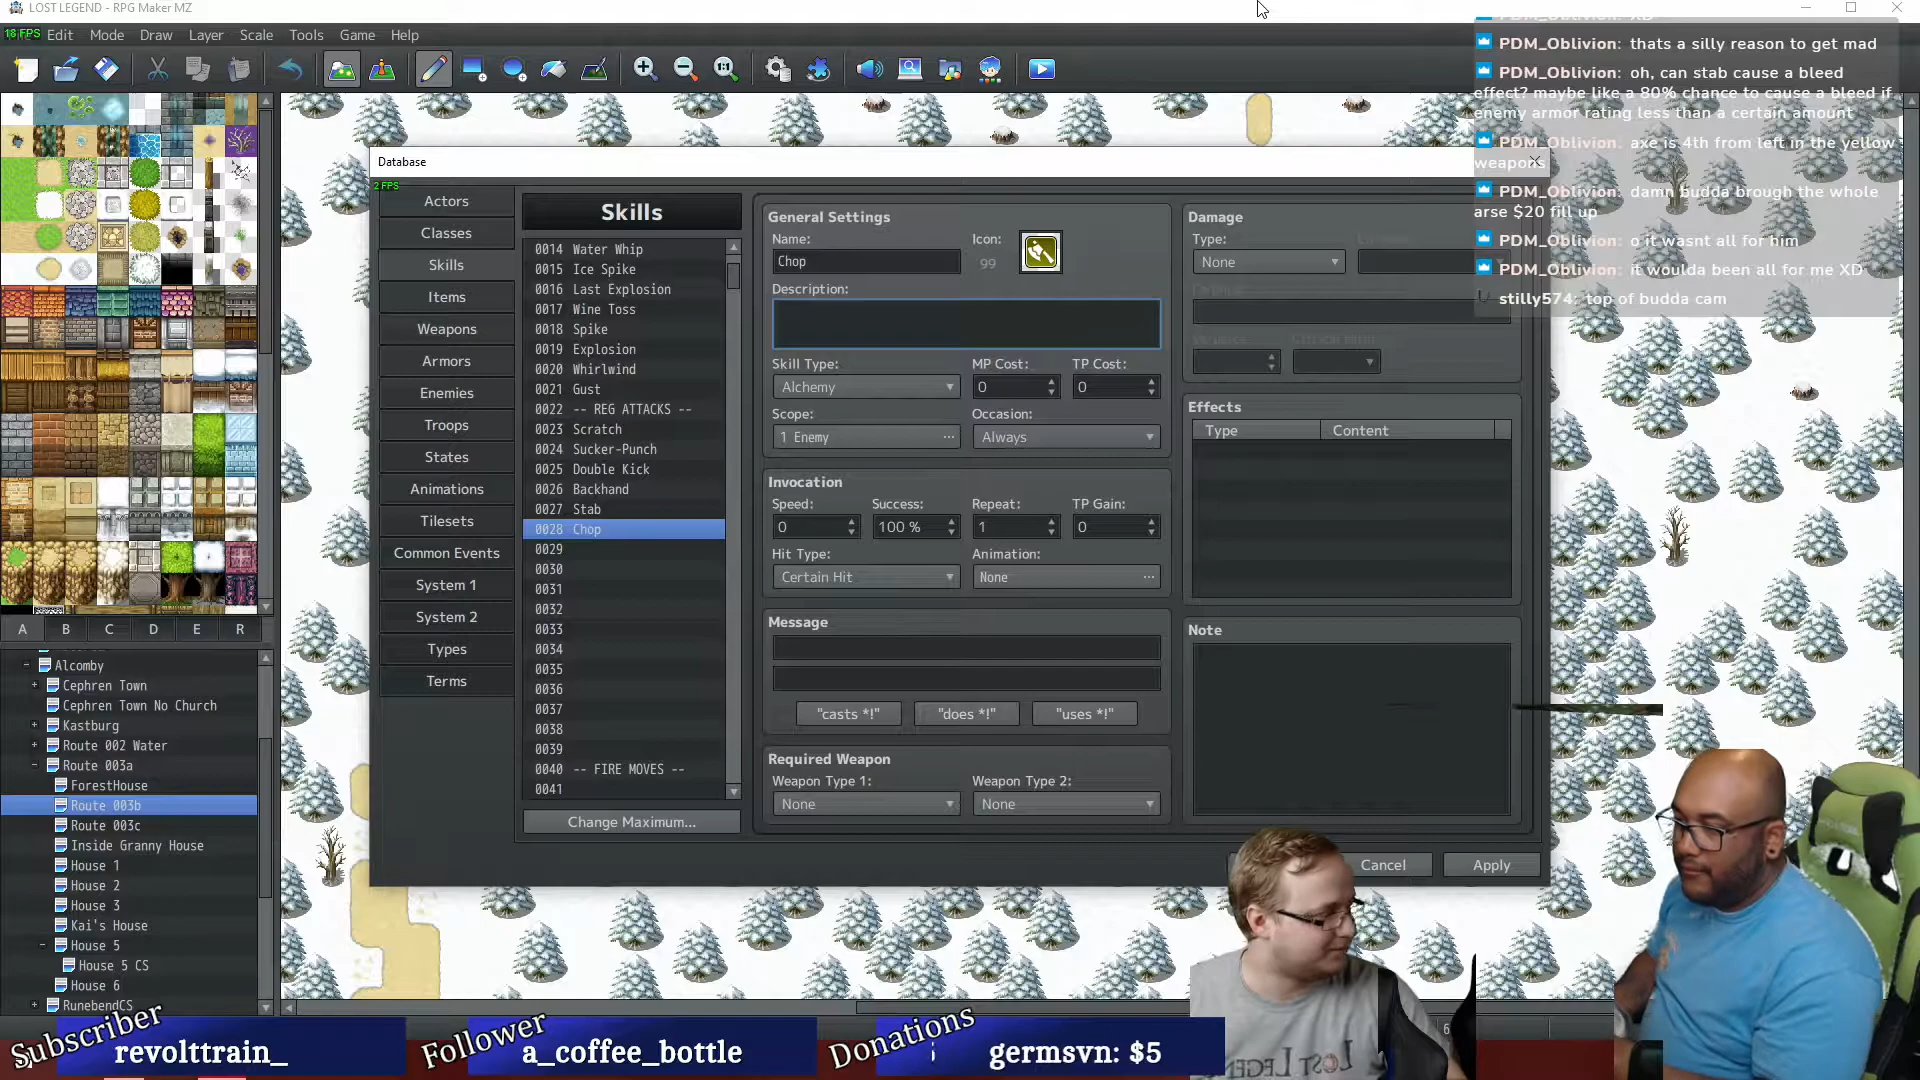 LOST LEGEND - RPG Maker MZ
18 FPS
Edit Mode Draw Layer Scale Tools Game Help
PDM_Oblivion: XD
PDM_Oblivion: thats a silly reason to get mad
PDM_Oblivion: oh, can stab cause a bleed
effect? maybe like a 80% chance to cause a bleed if
enemy armor rating less than a certain amount
PDM_Oblivion: axe is 4th from left in the yellow
weapons
PDM_Oblivion: damn budda brough the whole
arse $20 fill up
PDM_Oblivion: o it wasnt all for him
PDM_Oblivion: it woulda been all for me XD
stilly574: top of budda cam
Database
2 FPS
Actors
Classes
Skills
Items
Weapons
Armors
Enemies
Troops
States
Animations
Tilesets
Common Events
System 1
System 2
Types
Terms
Skills
0014 Water Whip
0015 Ice Spike
0016 Last Explosion
0017 Wine Toss
0018 Spike
0019 Explosion
0020 Whirlwind
0021 Gust
0022 -- REG ATTACKS --
0023 Scratch
0024 Sucker-Punch
0025 Double Kick
0026 Backhand
0027 Stab
0028 Chop
0029
0030
0031
0032
0033
0034
0035
0036
0037
0038
0039
0040 -- FIRE MOVES --
0041
Change Maximum...
General Settings
Name: Icon:
Chop 99
Description:
Skill Type: MP Cost: TP Cost:
Alchemy 0 0
Scope: Occasion:
1 Enemy ... Always
Invocation
Speed: Success: Repeat: TP Gain:
0 100 % 1 0
Hit Type: Animation:
Certain Hit None ...
Message
"casts *!" "does *!" "uses *!"
Required Weapon
Weapon Type 1: Weapon Type 2:
None None
Damage
Type:
None
Effects
Type Content
Note
Cancel Apply
A B C D E R
Alcomby
Cephren Town
Cephren Town No Church
Kastburg
Route 002 Water
Route 003a
ForestHouse
Route 003b
Route 003c
Inside Granny House
House 1
House 2
House 3
Kai's House
House 5
House 5 CS
House 6
RunebendCS
Subscriber
revolttrain_
Follower
a_coffee_bottle
Donations
germsvn: $5
6